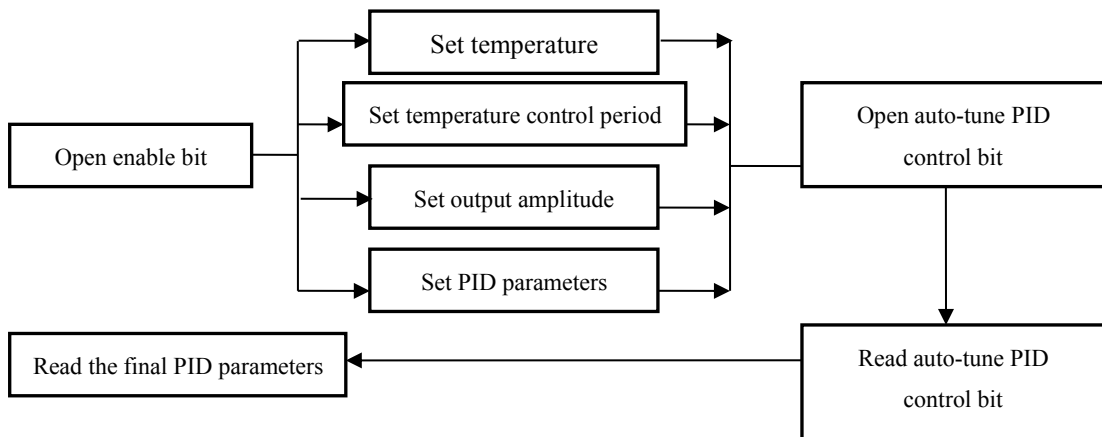 Set temperature
Set temperature control period
Open auto-tune PID
control bit
Open enable bit
Set output amplitude
Set PID parameters
Read the final PID parameters
Read auto-tune PID
control bit